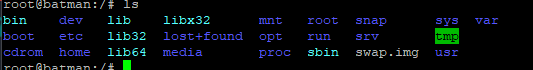 root@batman:/# ls
bin dev lib libx32 mnt root snap sys var
boot etc lib32 lost+found opt run srv tmp
cdrom home lib64 media proc sbin swap.img usr
root@batman:/#